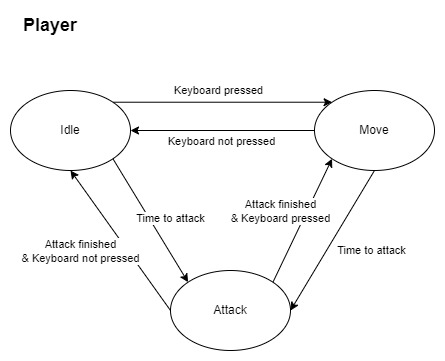 Player
Keyboard pressed
Idle
Move
Keyboard not pressed
Attack finished
& Keyboard pressed
Time to attack
Attack finished
& Keyboard not pressed
Time to attack
Attack